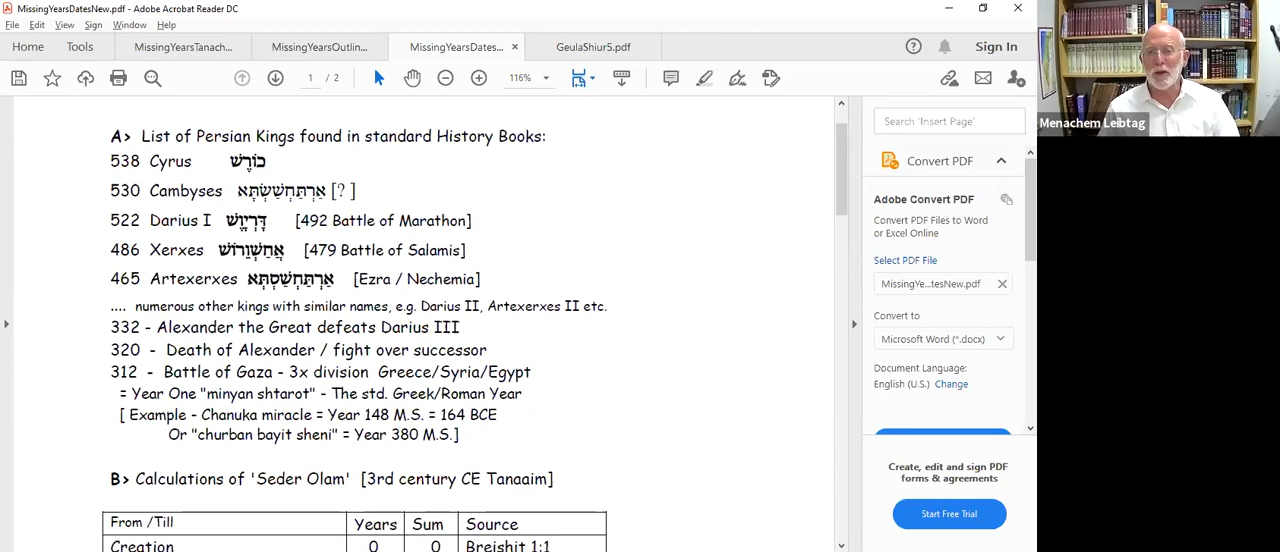 MissingYearsDatesNew.pdf - Adobe Acrobat Reader DC
File Edit View Sign Window Help
Home Tools MissingYearsTanach... MissingYearsOutlin... MissingYearsDates... × GeulaShiur5.pdf Sign In
1 / 2 116%
A> List of Persian Kings found in standard History Books:
538 Cyrus כּוֹרֶשׁ
530 Cambyses אַרְתַּחְשַׁשְׂתָּא [? ]
522 Darius I דָּרְיָוֶשׁ [492 Battle of Marathon]
486 Xerxes אֲחַשְׁוֵרוֹשׁ [479 Battle of Salamis]
465 Artexerxes אַרְתַּחְשַׁסְתְּא [Ezra / Nechemia]
.... numerous other kings with similar names, e.g. Darius II, Artexerxes II etc.
332 - Alexander the Great defeats Darius III
320 - Death of Alexander / fight over successor
312 - Battle of Gaza - 3x division Greece/Syria/Egypt
= Year One "minyan shtarot" - The std. Greek/Roman Year
[ Example - Chanuka miracle = Year 148 M.S. = 164 BCE
Or "churban bayit sheni" = Year 380 M.S.]
B> Calculations of 'Seder Olam' [3rd century CE Tanaaim]
From /Till Years Sum Source
Creation 0 0 Breishit 1:1
Search 'Insert Page'
Convert PDF
Adobe Convert PDF
Convert PDF Files to Word
or Excel Online
Select PDF File
MissingYe...tesNew.pdf
Convert to
Microsoft Word (*.docx)
Document Language:
English (U.S.) Change
Create, edit and sign PDF
forms & agreements
Start Free Trial
Menachem Leibtag